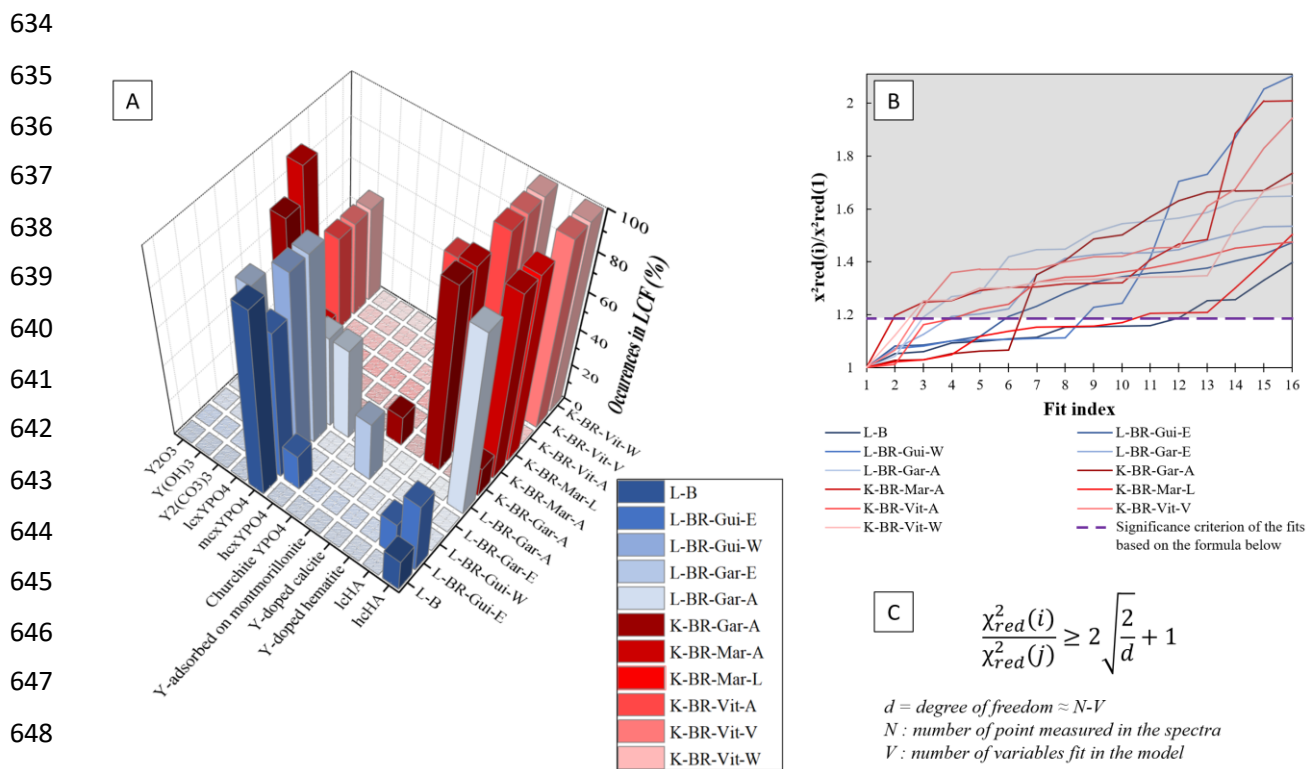 634
635
636
637
638
639
640
641
642
643
644
645
646
647
648
A
100
80
60
40
20
0
Occurences in LCF (%)
Y2O3
Y(OH)3
Y2(CO3)3
lcxYPO4
mcxYPO4
hcxYPO4
Churchite YPO4
Y-adsorbed on montmorillonite
Y-doped calcite
Y-doped hematite
lcHA
hcHA
K-BR-Vit-W
K-BR-Vit-V
K-BR-Vit-A
K-BR-Mar-L
K-BR-Mar-A
K-BR-Gar-A
L-BR-Gar-A
L-BR-Gar-E
L-BR-Gui-W
L-BR-Gui-E
L-B
L-B
L-BR-Gui-E
L-BR-Gui-W
L-BR-Gar-E
L-BR-Gar-A
K-BR-Gar-A
K-BR-Mar-A
K-BR-Mar-L
K-BR-Vit-A
K-BR-Vit-V
K-BR-Vit-W
B
x²red(i)/x²red(1)
2
1.8
1.6
1.4
1.2
1
1 2 3 4 5 6 7 8 9 10 11 12 13 14 15 16
Fit index
L-B L-BR-Gui-E
L-BR-Gui-W L-BR-Gar-E
L-BR-Gar-A K-BR-Gar-A
K-BR-Mar-A K-BR-Mar-L
K-BR-Vit-A K-BR-Vit-V
K-BR-Vit-W Significance criterion of the fits
based on the formula below
C
χ²red(i)/χ²red(j) ≥ 2√(2/d) + 1
d = degree of freedom ≈ N-V
N : number of point measured in the spectra
V : number of variables fit in the model